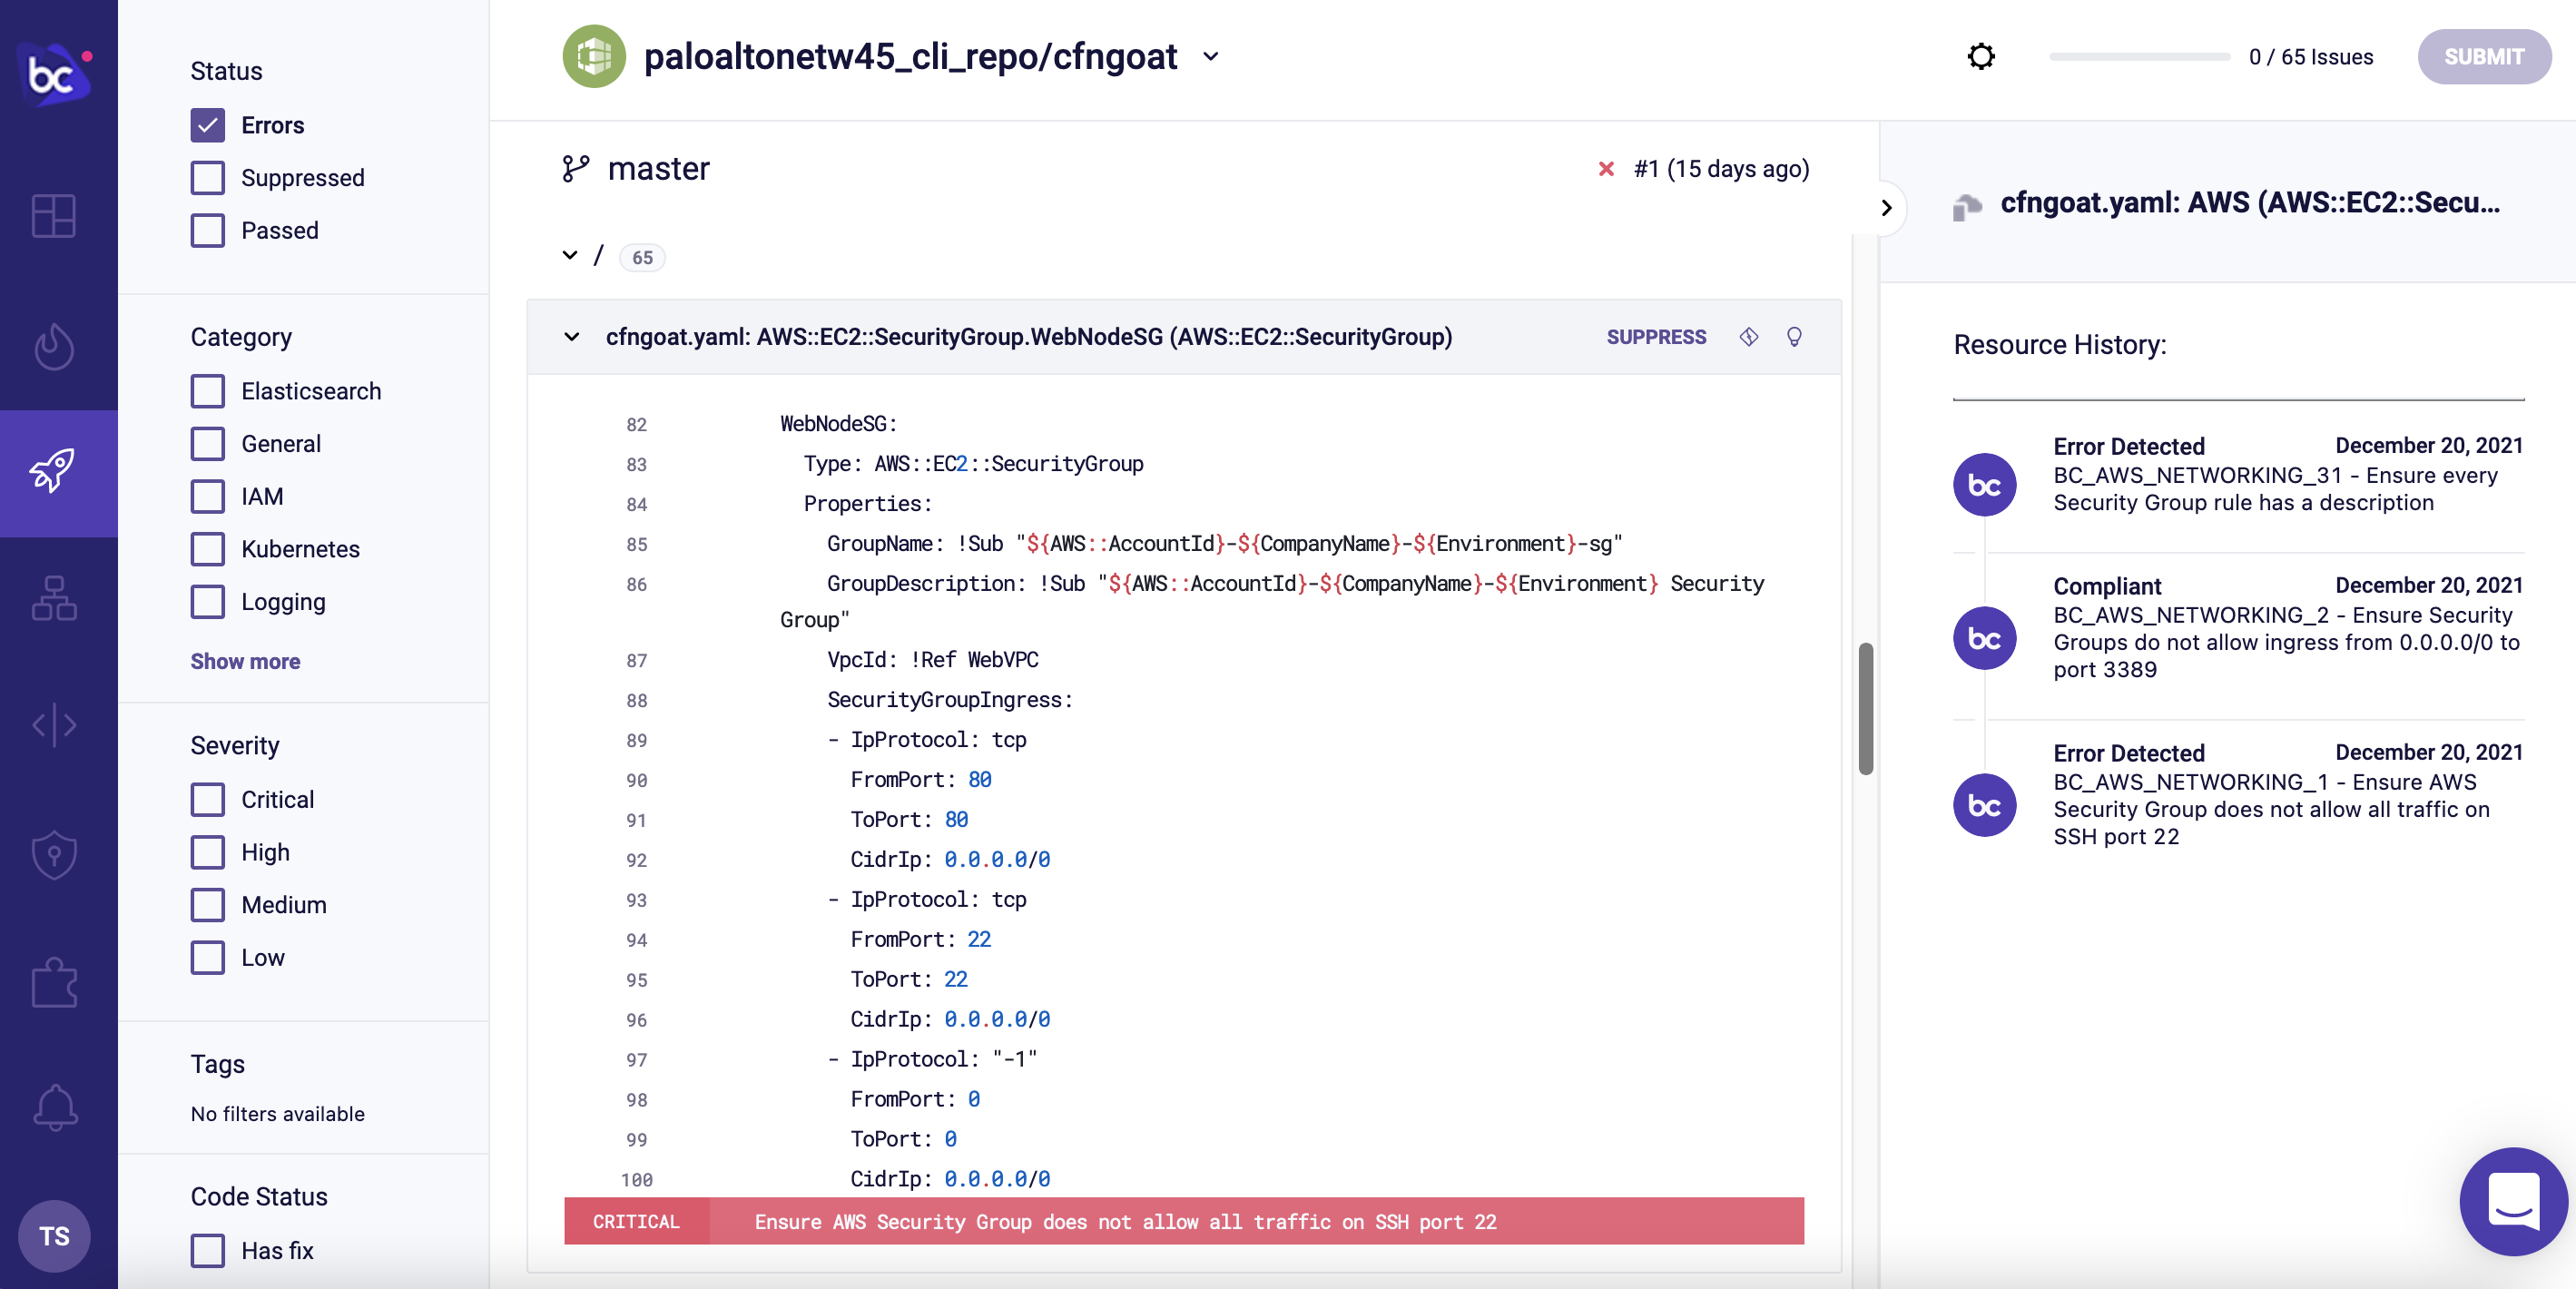 bc
Status
Errors
Suppressed
Passed
Category
Elasticsearch
General
IAM
Kubernetes
Logging
Show more
Severity
Critical
High
Medium
Low
Tags
No filters available
Code Status
Has fix
TS
paloaltonetw45_cli_repo/cfngoat
0 / 65 Issues
SUBMIT
master
#1 (15 days ago)
/ 65
cfngoat.yaml: AWS::EC2::SecurityGroup.WebNodeSG (AWS::EC2::SecurityGroup)
SUPPRESS
82 WebNodeSG:
83 Type: AWS::EC2::SecurityGroup
84 Properties:
85 GroupName: !Sub "${AWS::AccountId}-${CompanyName}-${Environment}-sg"
86 GroupDescription: !Sub "${AWS::AccountId}-${CompanyName}-${Environment} Security
Group"
87 VpcId: !Ref WebVPC
88 SecurityGroupIngress:
89 - IpProtocol: tcp
90 FromPort: 80
91 ToPort: 80
92 CidrIp: 0.0.0.0/0
93 - IpProtocol: tcp
94 FromPort: 22
95 ToPort: 22
96 CidrIp: 0.0.0.0/0
97 - IpProtocol: "-1"
98 FromPort: 0
99 ToPort: 0
100 CidrIp: 0.0.0.0/0
CRITICAL Ensure AWS Security Group does not allow all traffic on SSH port 22
cfngoat.yaml: AWS (AWS::EC2::Secu...
Resource History:
bc
Error Detected December 20, 2021
BC_AWS_NETWORKING_31 - Ensure every
Security Group rule has a description
bc
Compliant December 20, 2021
BC_AWS_NETWORKING_2 - Ensure Security
Groups do not allow ingress from 0.0.0.0/0 to
port 3389
bc
Error Detected December 20, 2021
BC_AWS_NETWORKING_1 - Ensure AWS
Security Group does not allow all traffic on
SSH port 22